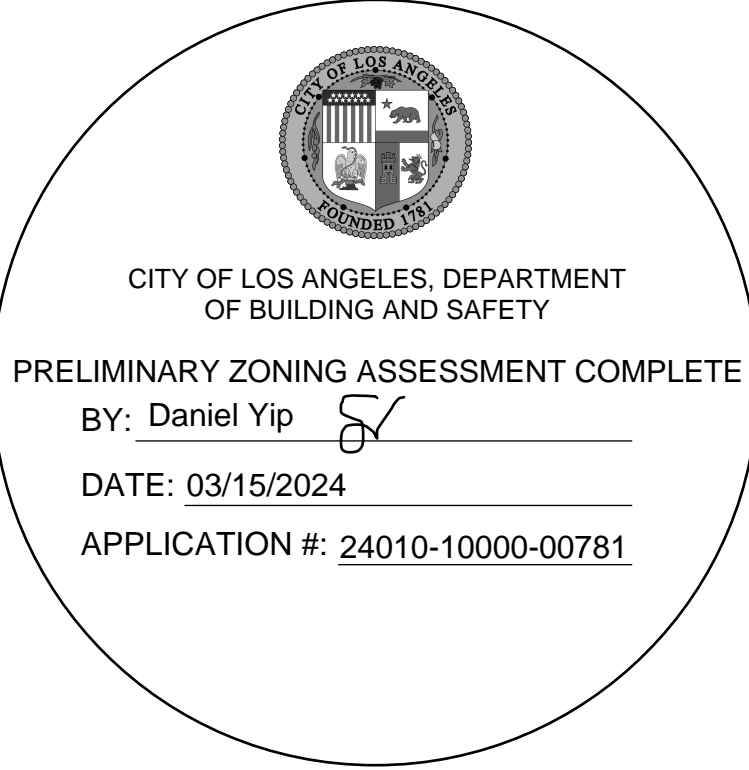 CITY OF LOS ANGELES
FOUNDED 1781
CITY OF LOS ANGELES, DEPARTMENT
OF BUILDING AND SAFETY
PRELIMINARY ZONING ASSESSMENT COMPLETE
BY: Daniel Yip
DATE: 03/15/2024
APPLICATION #: 24010-10000-00781